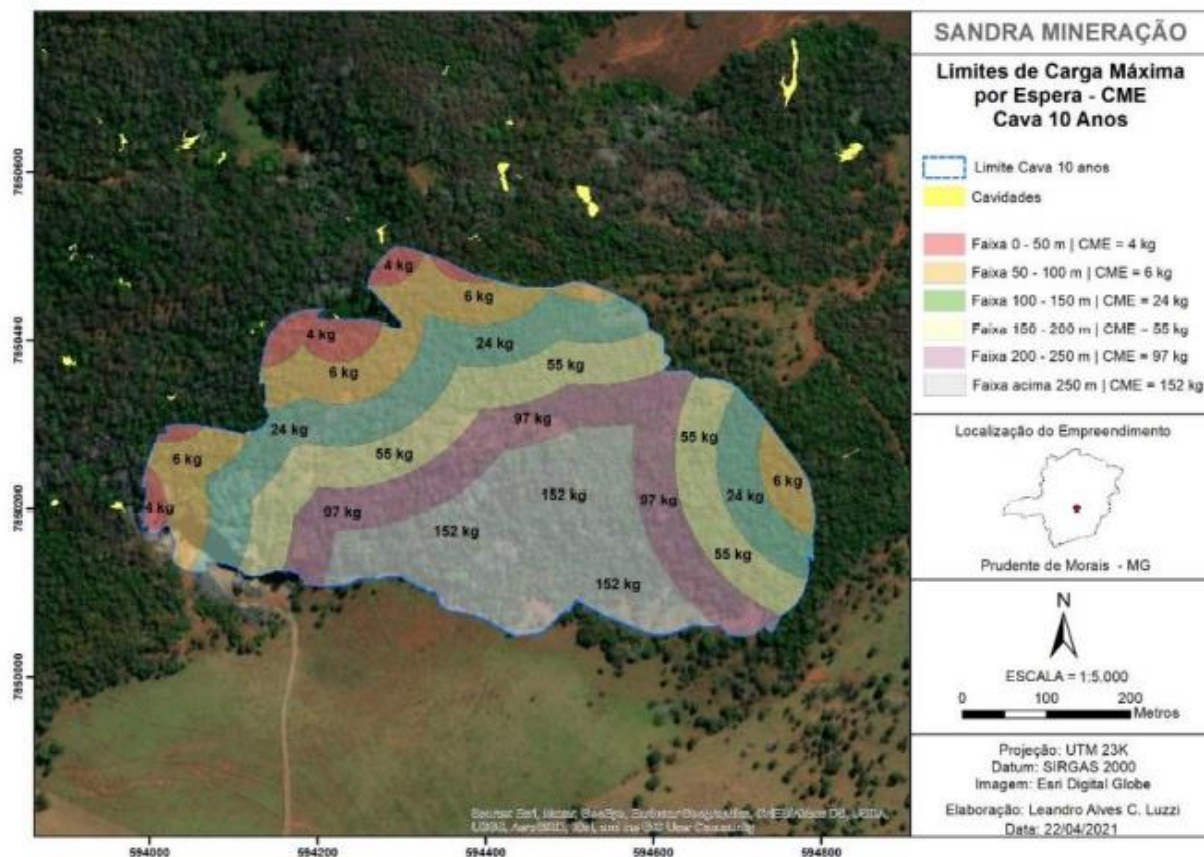 SANDRA MINERAÇÃO
Limites de Carga Máxima
por Espera - CME
Cava 10 Anos
Limite Cava 10 anos
Cavidades
Faixa 0 - 50 m | CME = 4 kg
Faixa 50 - 100 m | CME = 6 kg
Faixa 100 - 150 m | CME = 24 kg
Faixa 150 - 200 m | CME = 55 kg
Faixa 200 - 250 m | CME = 97 kg
Faixa acima 250 m | CME = 152 kg
Localização do Empreendimento
Prudente de Morais - MG
N
ESCALA = 1:5.000
0 100 200
Metros
Projeção: UTM 23K
Datum: SIRGAS 2000
Imagem: Esri Digital Globe
Elaboração: Leandro Alves C. Luzzi
Data: 22/04/2021
4 kg
6 kg
4 kg
24 kg
55 kg
6 kg
97 kg
24 kg
55 kg
55 kg
6 kg
6 kg
152 kg
97 kg
24 kg
4 kg
97 kg
152 kg
55 kg
152 kg
7850600
7850400
7850200
7850000
594000
594200
594400
594600
594800